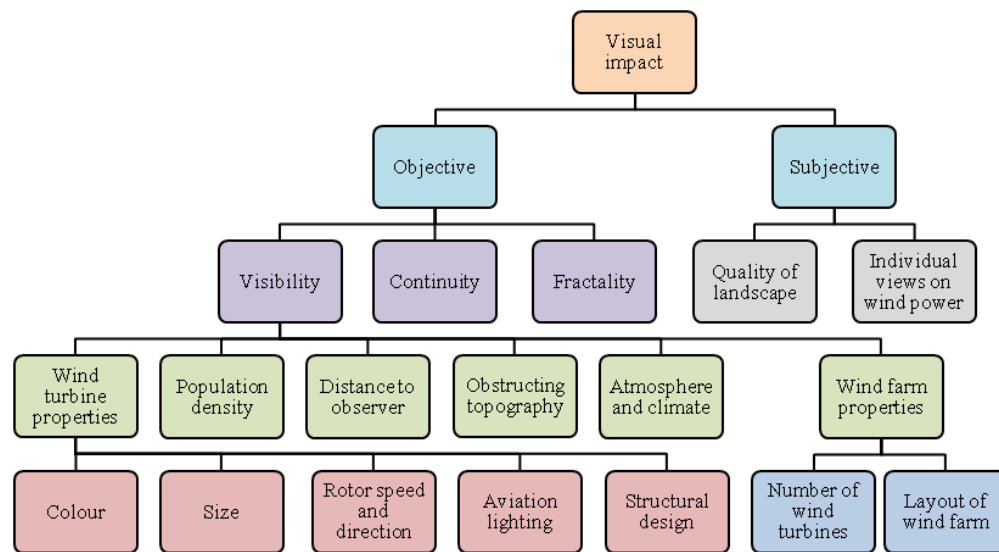 Visual
impact
Objective
Subjective
Visibility
Continuity
Fractality
Quality of
landscape
Individual
views on
wind power
Wind
turbine
properties
Population
density
Distance to
observer
Obstructing
topography
Atmosphere
and climate
Wind farm
properties
Colour
Size
Rotor speed
and
direction
Aviation
lighting
Structural
design
Number of
wind
turbines
Layout of
wind farm